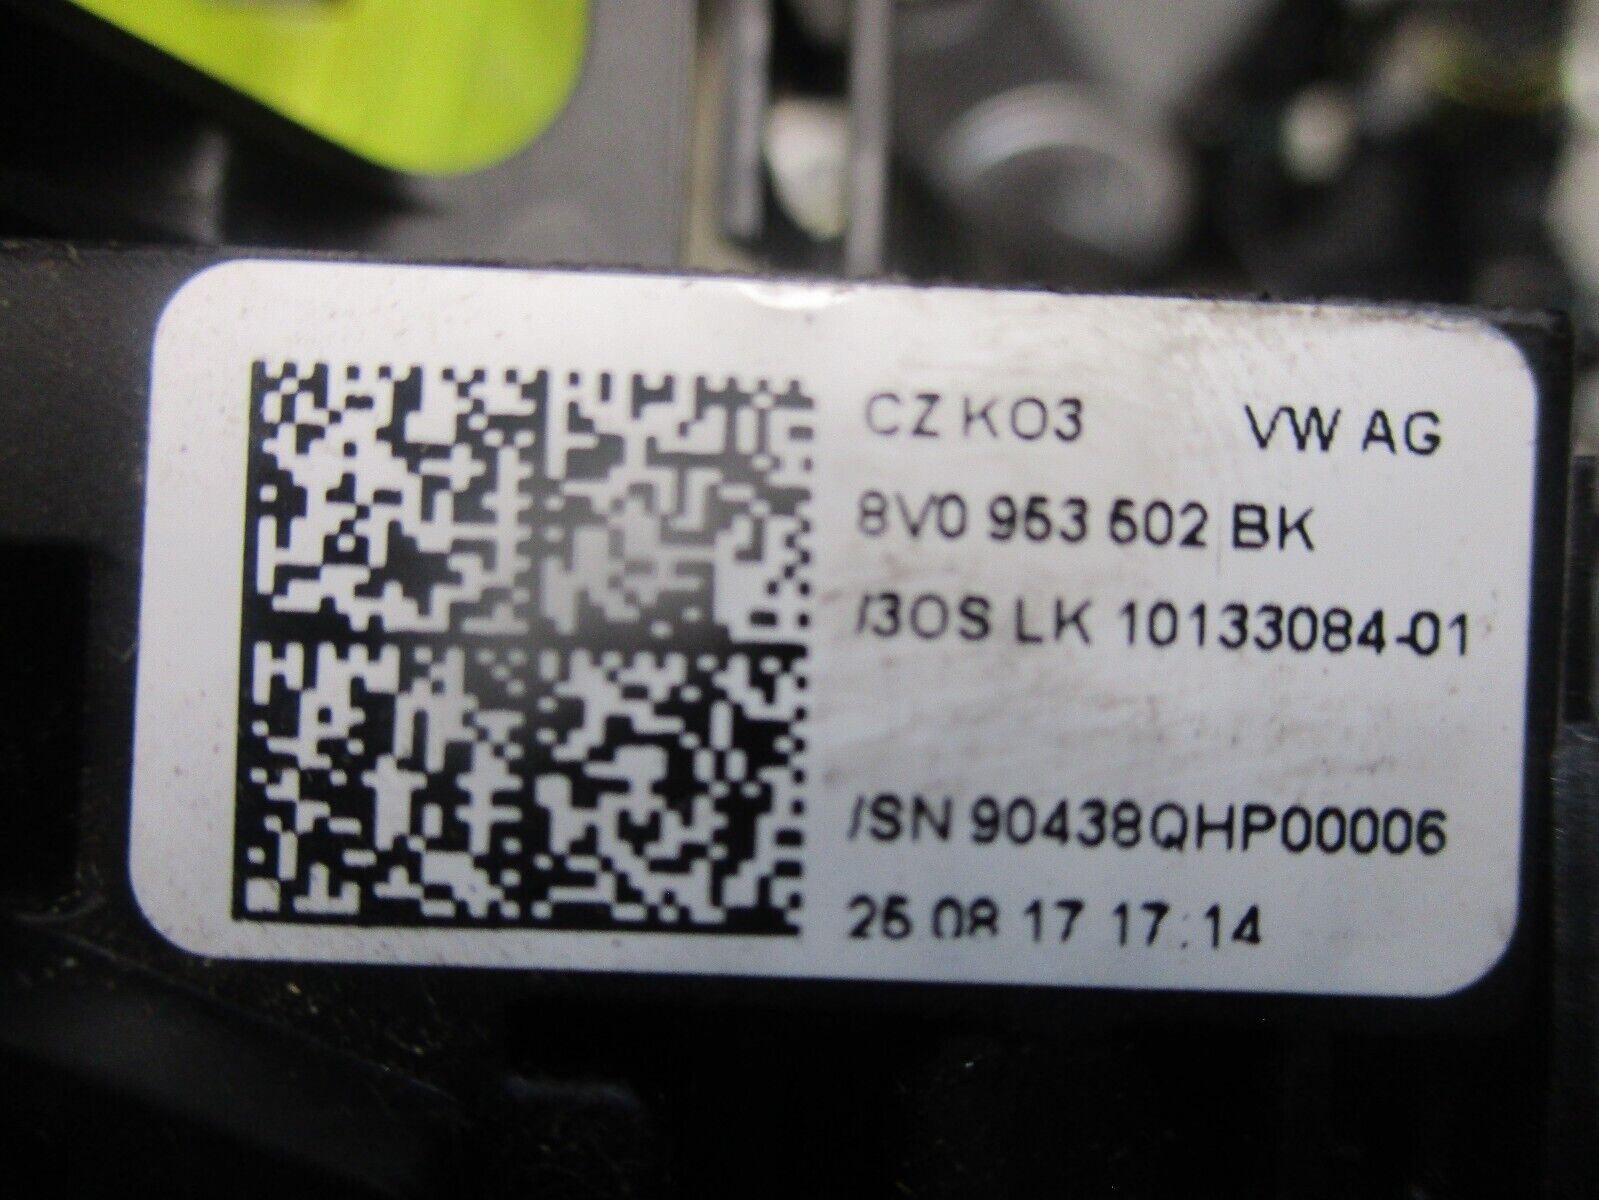 CZ KO3 VW AG
8V0 953 502 BK
/3OS LK 10133084-01
/SN 90438QHP00006
25 08 17 17:14